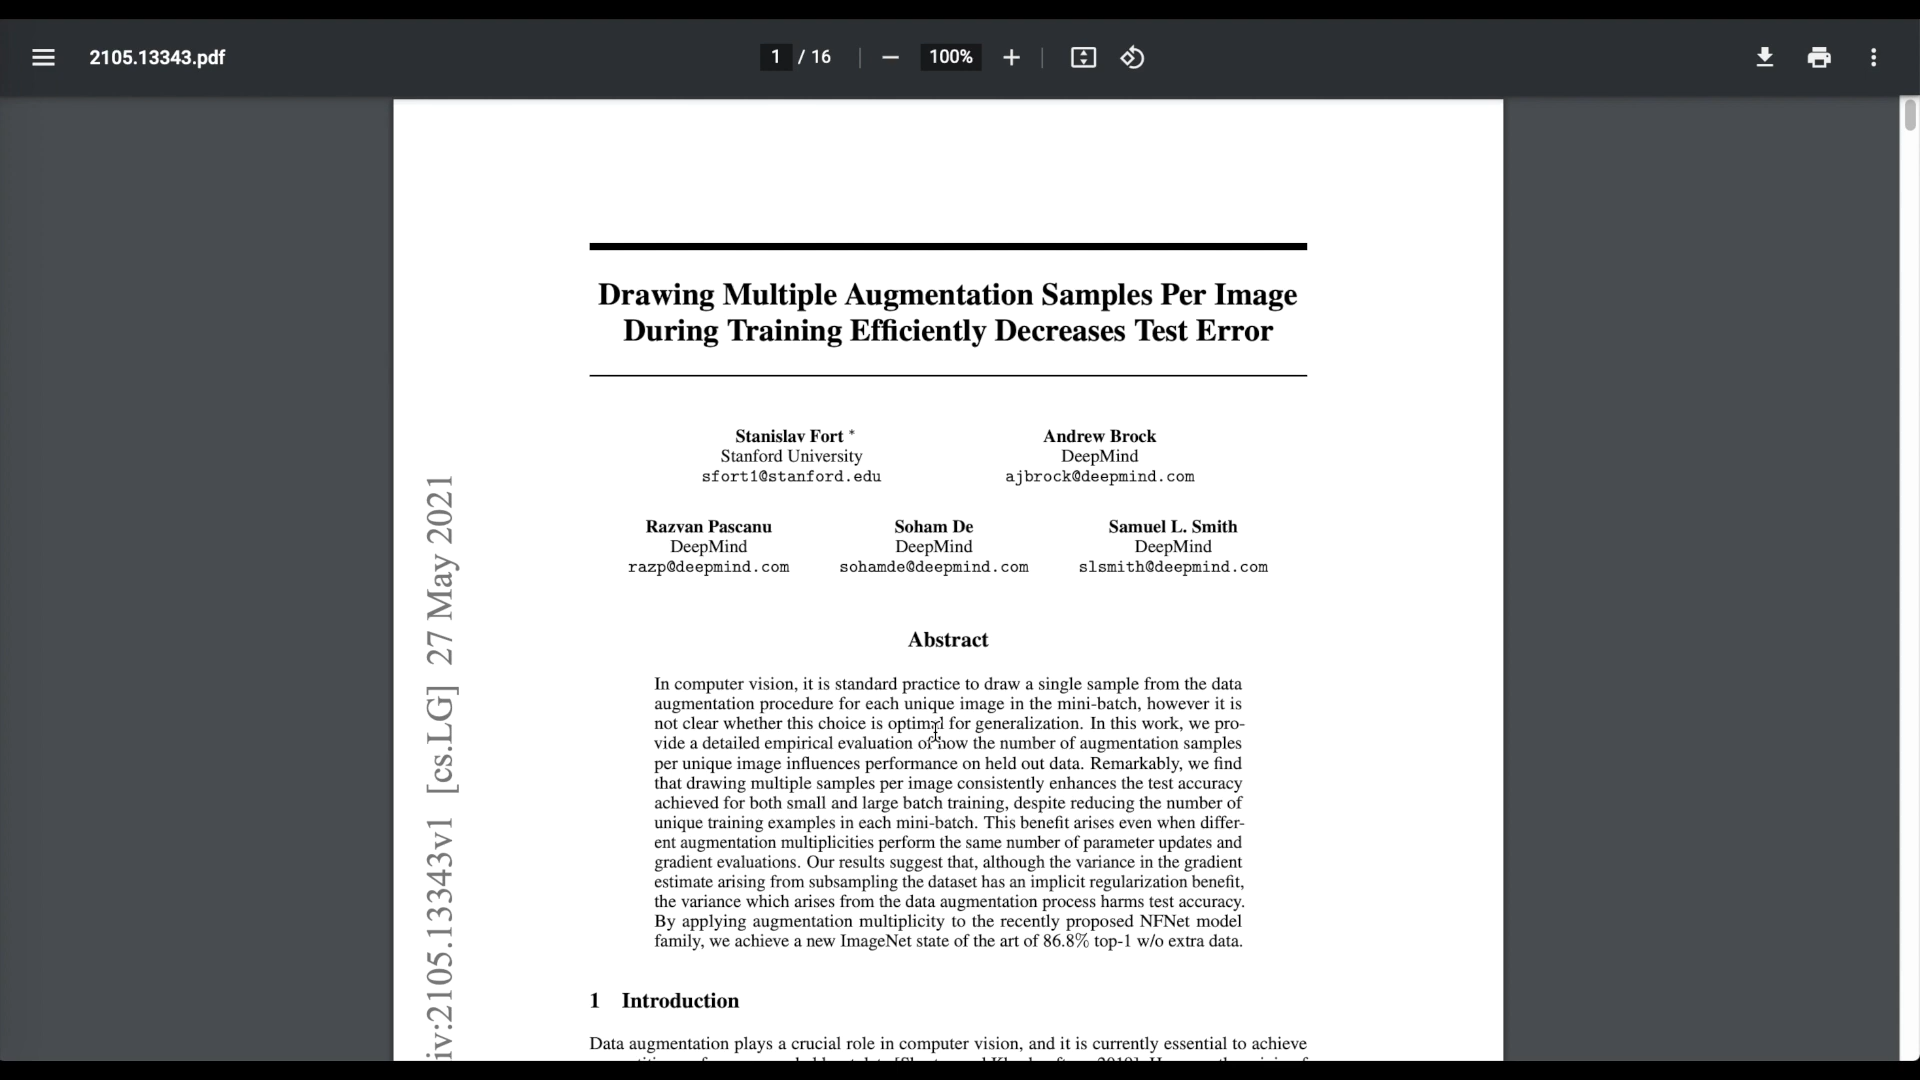 2105.13343.pdf
1 / 16
100%
Drawing Multiple Augmentation Samples Per Image
During Training Efficiently Decreases Test Error
Stanislav Fort *
Stanford University
sfort1@stanford.edu
Andrew Brock
DeepMind
ajbrock@deepmind.com
Razvan Pascanu
DeepMind
razp@deepmind.com
Soham De
DeepMind
sohamde@deepmind.com
Samuel L. Smith
DeepMind
slsmith@deepmind.com
iv:2105.13343v1 [cs.LG] 27 May 2021
Abstract
In computer vision, it is standard practice to draw a single sample from the data
augmentation procedure for each unique image in the mini-batch, however it is
not clear whether this choice is optimal for generalization. In this work, we pro-
vide a detailed empirical evaluation of how the number of augmentation samples
per unique image influences performance on held out data. Remarkably, we find
that drawing multiple samples per image consistently enhances the test accuracy
achieved for both small and large batch training, despite reducing the number of
unique training examples in each mini-batch. This benefit arises even when differ-
ent augmentation multiplicities perform the same number of parameter updates and
gradient evaluations. Our results suggest that, although the variance in the gradient
estimate arising from subsampling the dataset has an implicit regularization benefit,
the variance which arises from the data augmentation process harms test accuracy.
By applying augmentation multiplicity to the recently proposed NFNet model
family, we achieve a new ImageNet state of the art of 86.8% top-1 w/o extra data.
1 Introduction
Data augmentation plays a crucial role in computer vision, and it is currently essential to achieve